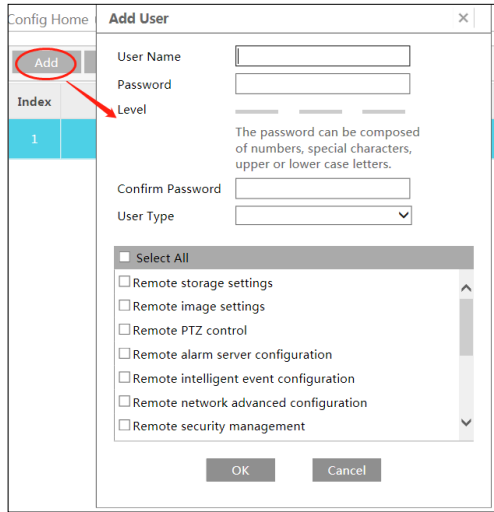 Config Home
Add User
Add
User Name
Password
Index
Level
The password can be composed
of numbers, special characters,
upper or lower case letters.
1
Confirm Password
User Type
Select All
Remote storage settings
Remote image settings
Remote PTZ control
Remote alarm server configuration
Remote intelligent event configuration
Remote network advanced configuration
Remote security management
OK Cancel